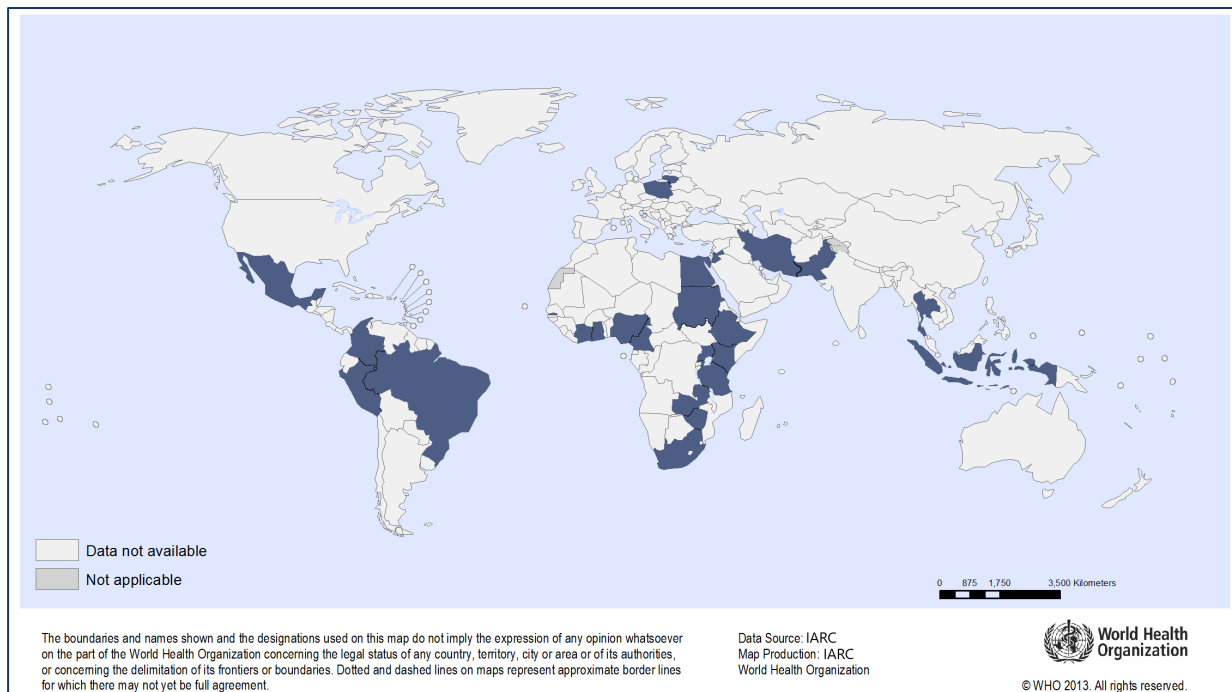 Data not available
Not applicable
0 875 1,750 3,500 Kilometers
The boundaries and names shown and the designations used on this map do not imply the expression of any opinion whatsoever
on the part of the World Health Organization concerning the legal status of any country, territory, city or area or of its authorities,
or concerning the delimitation of its frontiers or boundaries. Dotted and dashed lines on maps represent approximate border lines
for which there may not yet be full agreement.
Data Source: IARC
Map Production: IARC
World Health Organization
World Health
Organization
© WHO 2013. All rights reserved.